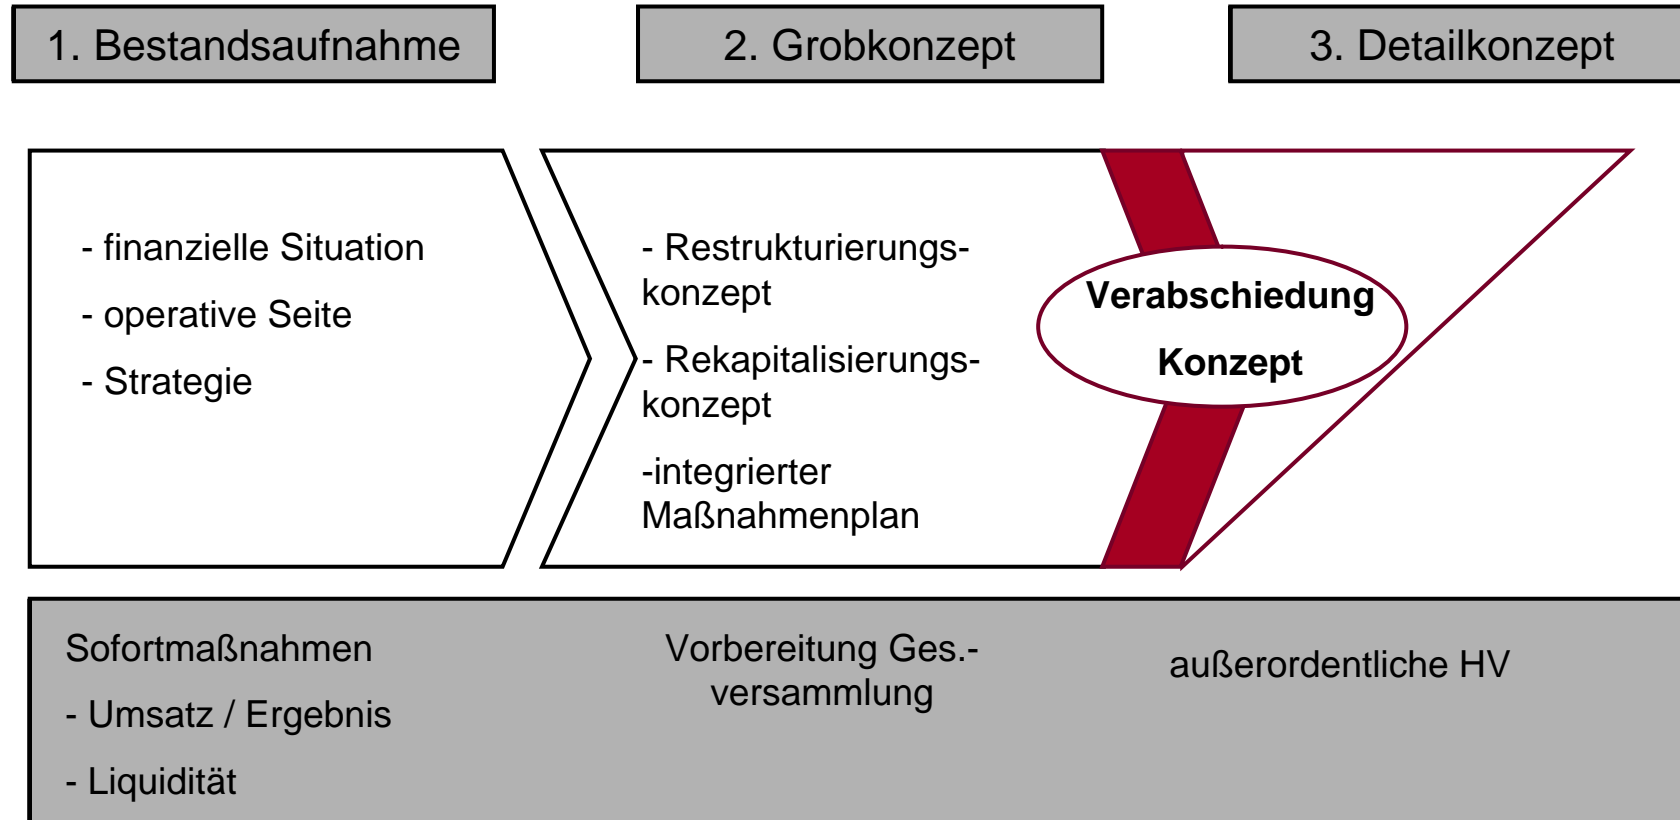 1. Bestandsaufnahme
2. Grobkonzept
3. Detailkonzept
- finanzielle Situation
- operative Seite
- Strategie
- Restrukturierungs-
konzept
- Rekapitalisierungs-
konzept
-integrierter
Maßnahmenplan
Verabschiedung
Konzept
Sofortmaßnahmen
- Umsatz / Ergebnis
- Liquidität
Vorbereitung Ges.-
versammlung
außerordentliche HV